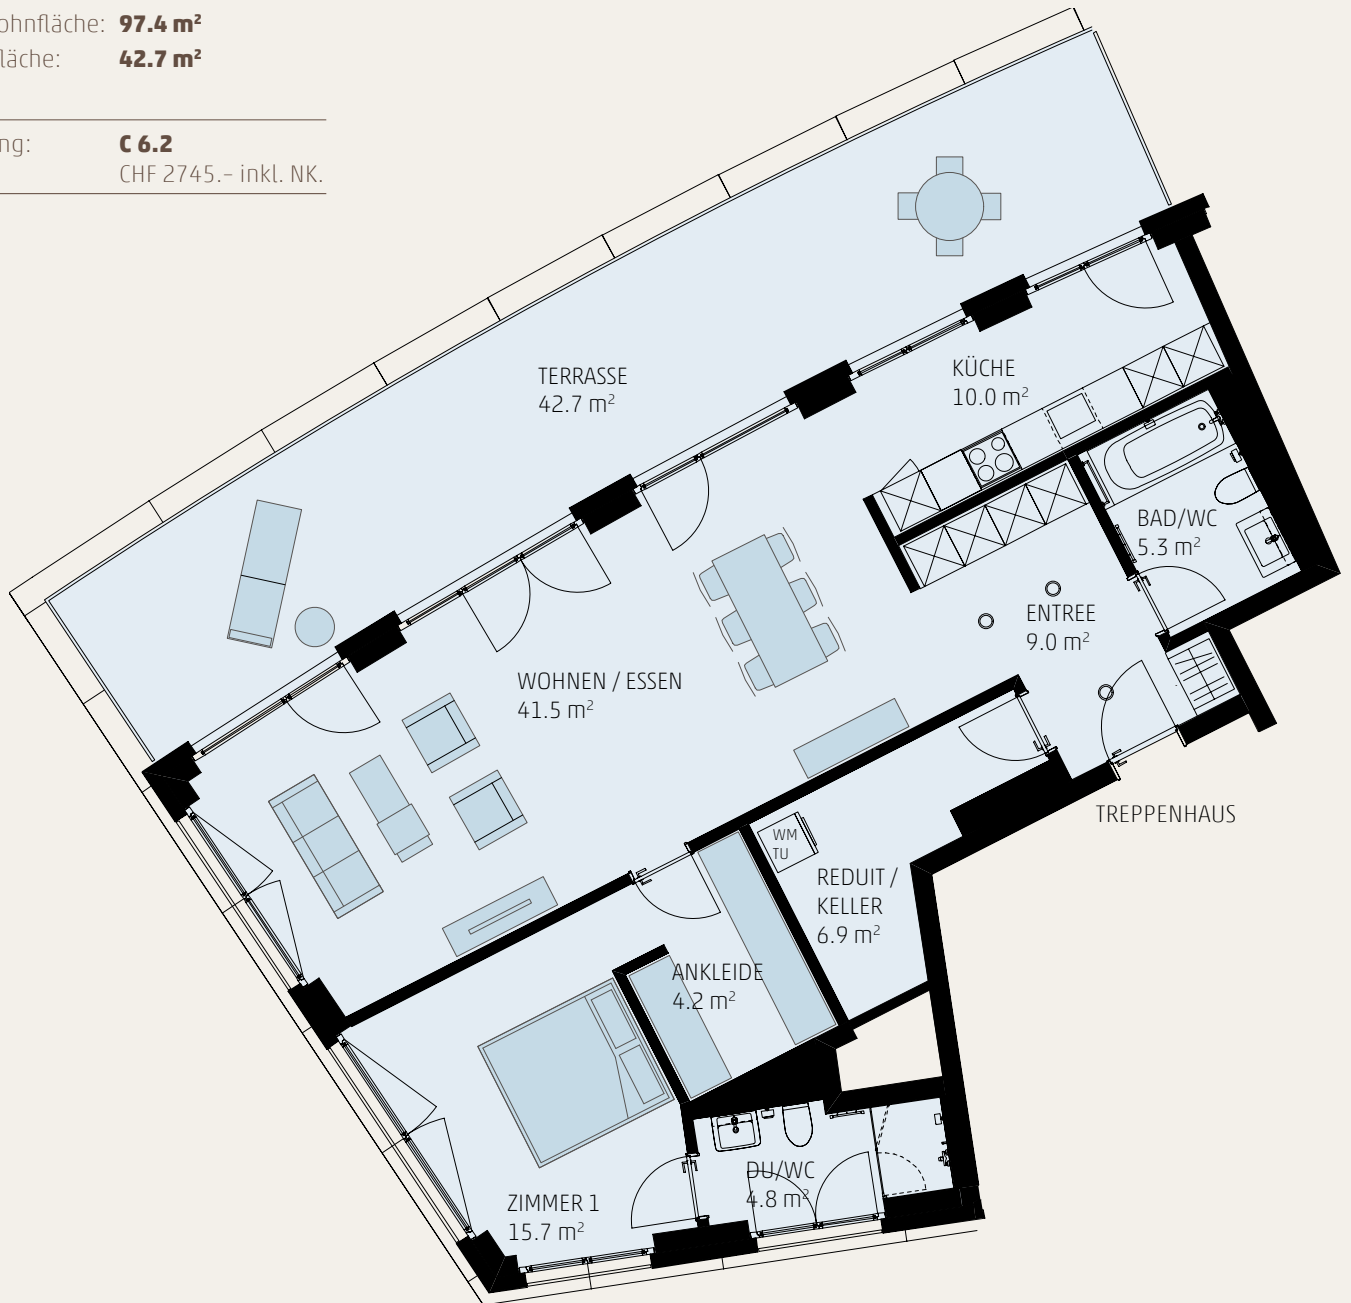 ohnfläche: 97.4 m²
läche: 42.7 m²
ng: C 6.2
CHF 2745.– inkl. NK.
TERRASSE
42.7 m²
KÜCHE
10.0 m²
BAD/WC
5.3 m²
ENTREE
9.0 m²
WOHNEN / ESSEN
41.5 m²
TREPPENHAUS
WM
TU
REDUIT /
KELLER
6.9 m²
ANKLEIDE
4.2 m²
DU/WC
4.8 m²
ZIMMER 1
15.7 m²